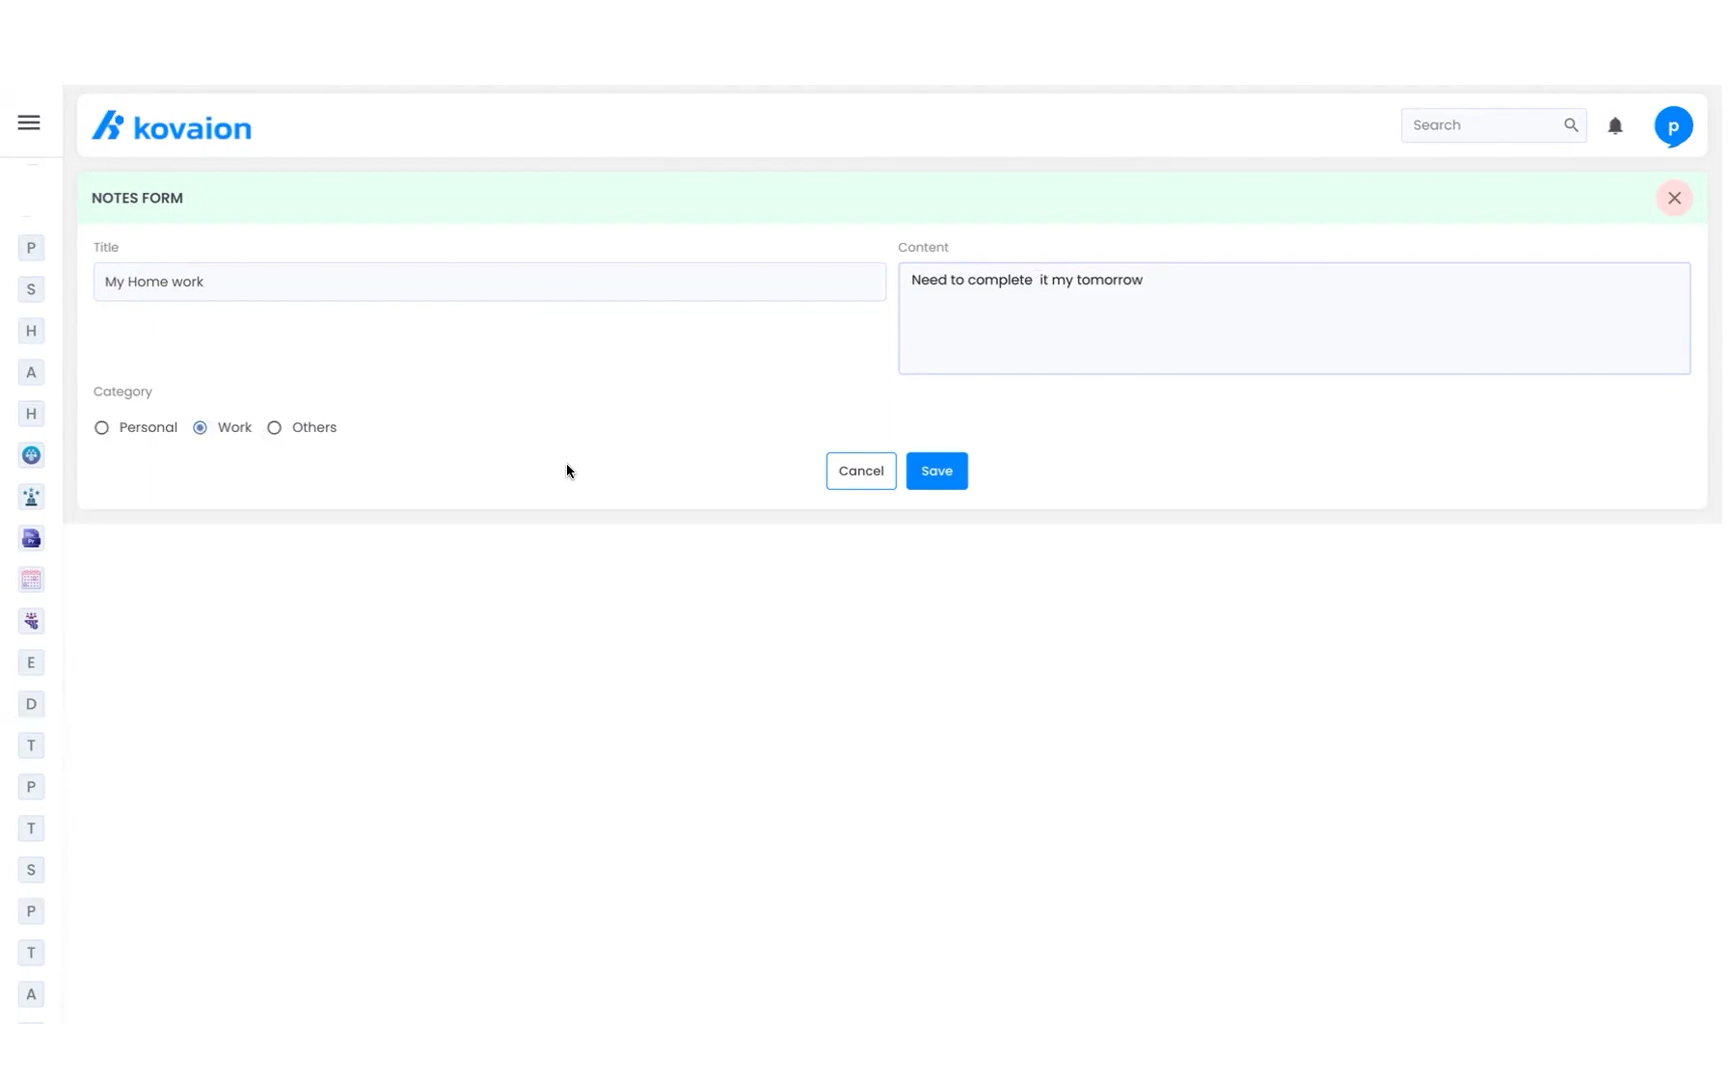 kovaion
Search
p
NOTES FORM
Title
Content
My Home work
Need to complete  it my tomorrow
Category
Personal
Work
Others
Cancel
Save
P
S
H
A
H
Pr
E
D
T
P
T
S
P
T
A